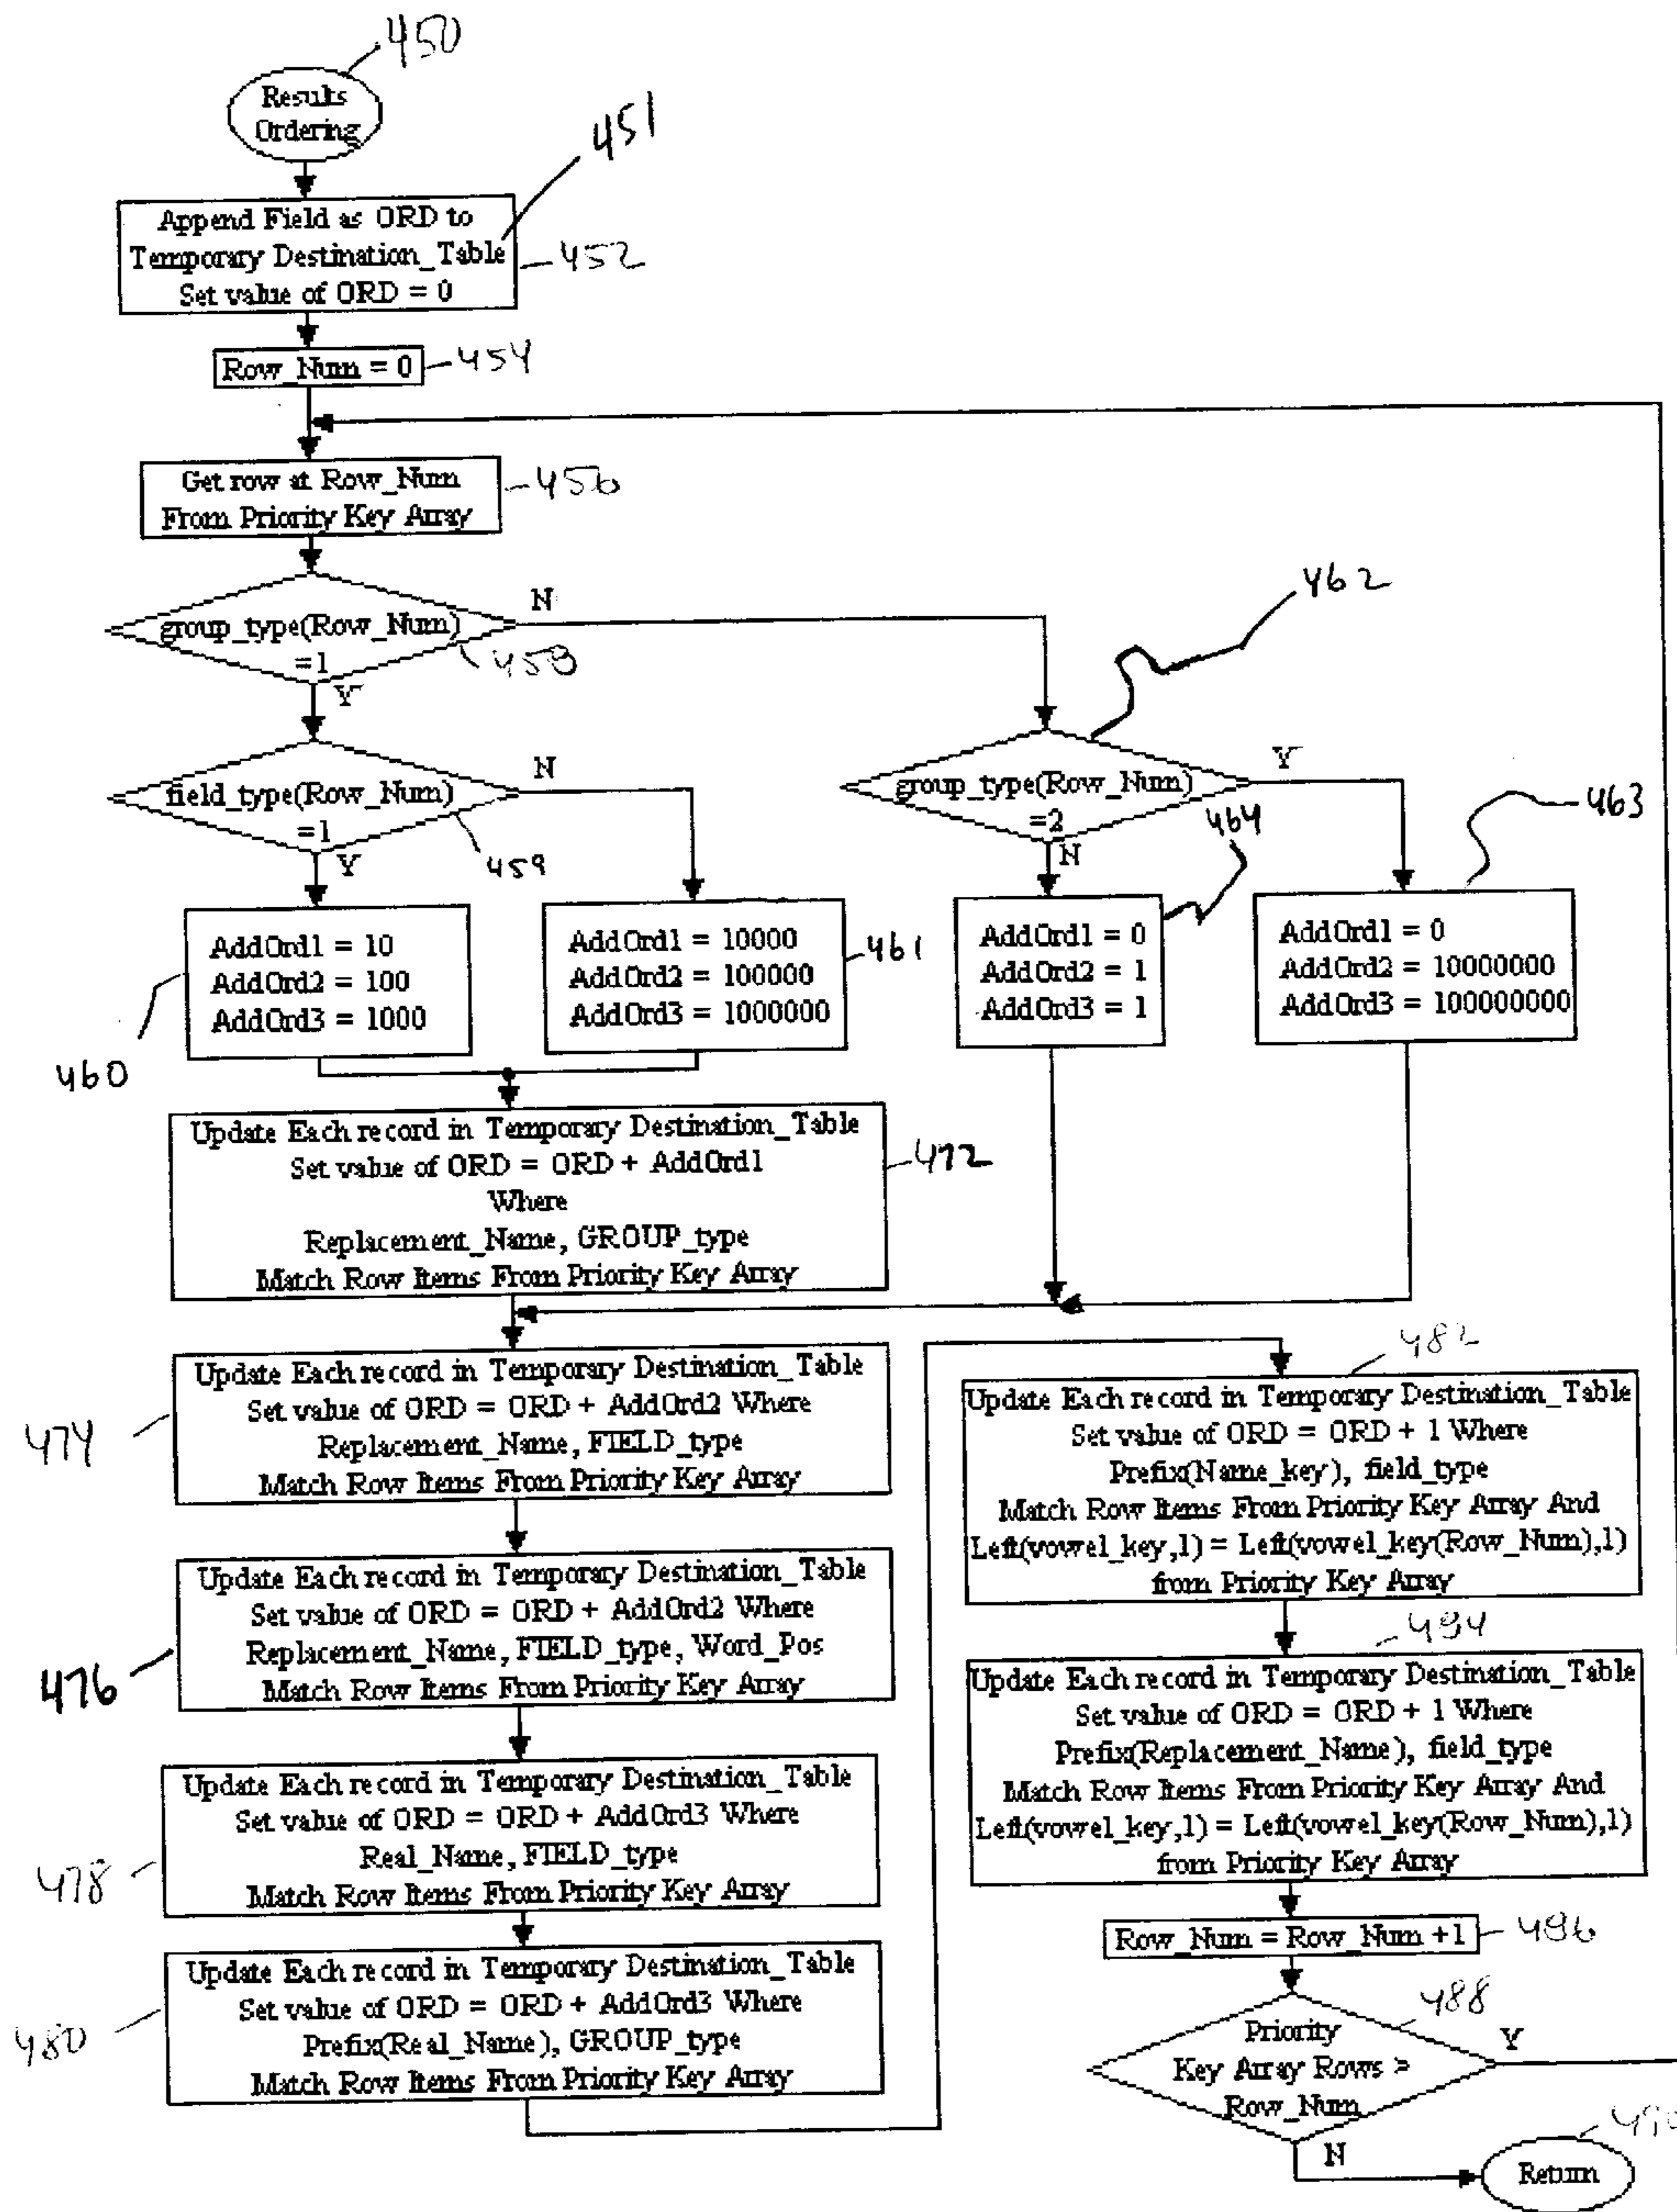 450
Results
Ordering
451
Append Field as ORD to
Temporary Destination_Table
Set value of ORD = 0
452
Row_Num = 0
454
Get row at Row_Num
From Priority Key Array
456
group_type(Row_Num)
=1
N
Y
458
462
field_type(Row_Num)
=1
N
Y
459
group_type(Row_Num)
=2
Y
N
464
463
AddOrd1 = 10
AddOrd2 = 100
AddOrd3 = 1000
460
AddOrd1 = 10000
AddOrd2 = 100000
AddOrd3 = 1000000
461
AddOrd1 = 0
AddOrd2 = 1
AddOrd3 = 1
AddOrd1 = 0
AddOrd2 = 10000000
AddOrd3 = 100000000
Update Each record in Temporary Destination_Table
Set value of ORD = ORD + AddOrd1
Where
Replacement_Name, GROUP_type
Match Row Items From Priority Key Array
472
Update Each record in Temporary Destination_Table
Set value of ORD = ORD + AddOrd2 Where
Replacement_Name, FIELD_type
Match Row Items From Priority Key Array
474
Update Each record in Temporary Destination_Table
Set value of ORD = ORD + AddOrd2 Where
Replacement_Name, FIELD_type, Word_Pos
Match Row Items From Priority Key Array
476
Update Each record in Temporary Destination_Table
Set value of ORD = ORD + AddOrd3 Where
Real_Name, FIELD_type
Match Row Items From Priority Key Array
478
Update Each record in Temporary Destination_Table
Set value of ORD = ORD + AddOrd3 Where
Prefix(Real_Name), GROUP_type
Match Row Items From Priority Key Array
480
482
Update Each record in Temporary Destination_Table
Set value of ORD = ORD + 1 Where
Prefix(Name_key), field_type
Match Row Items From Priority Key Array And
Left(vowel_key,1) = Left(vowel_key(Row_Num),1)
from Priority Key Array
484
Update Each record in Temporary Destination_Table
Set value of ORD = ORD + 1 Where
Prefix(Replacement_Name), field_type
Match Row Items From Priority Key Array And
Left(vowel_key,1) = Left(vowel_key(Row_Num),1)
from Priority Key Array
Row_Num = Row_Num +1
486
488
Priority
Key Array Rows >
Row_Num
Y
N
490
Return